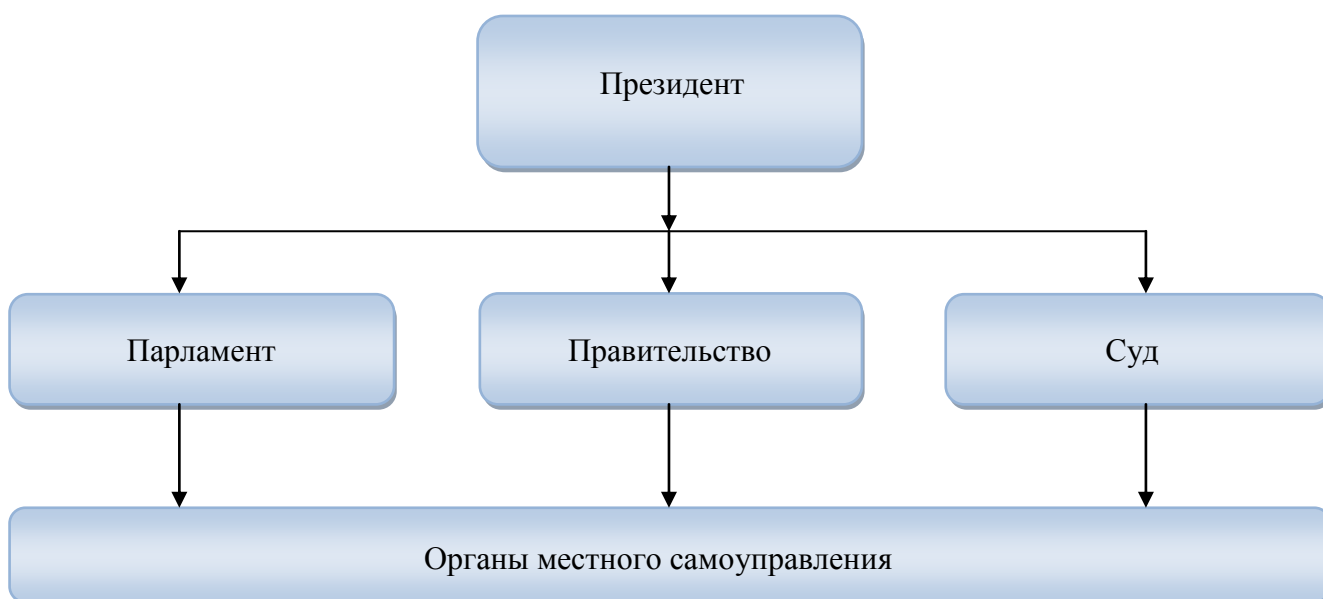 Президент
Парламент
Правительство
Суд
Органы местного самоуправления